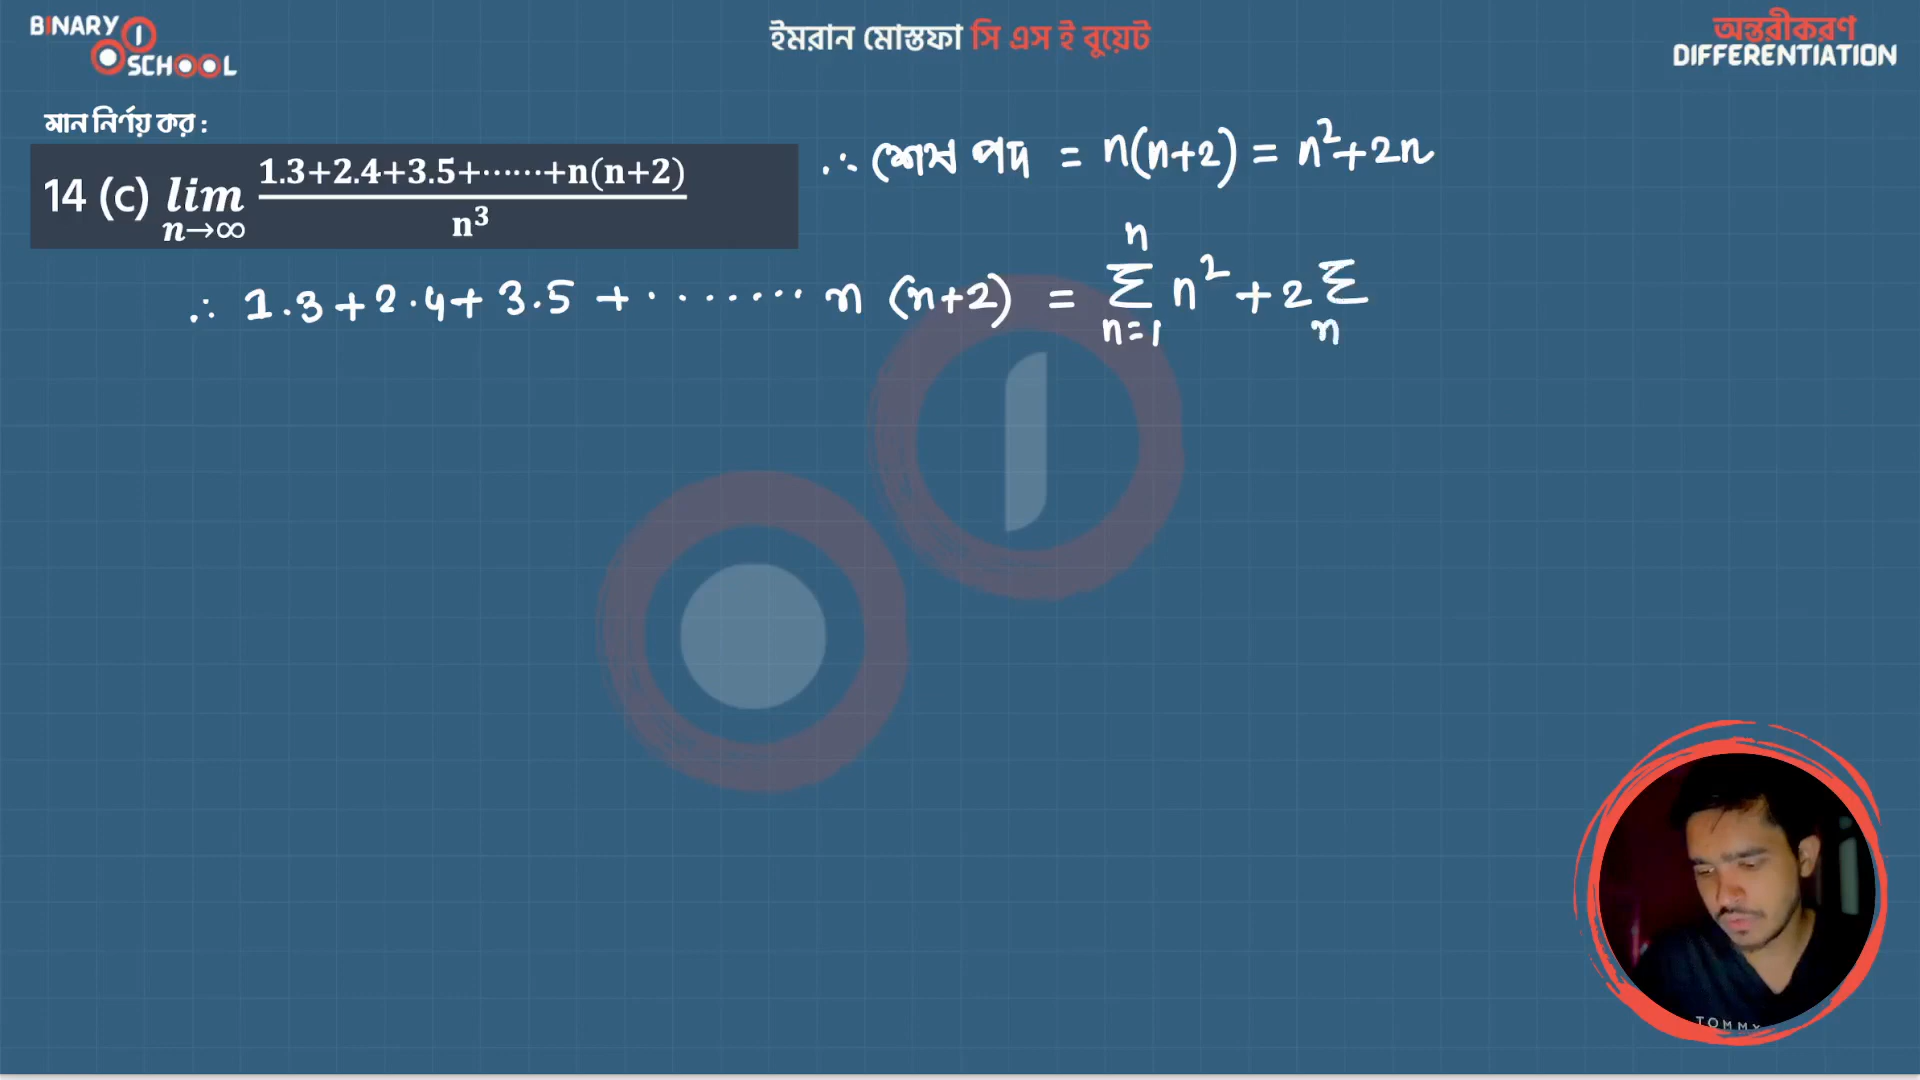 BINARY SCHOOL
ইমরান মোস্তফা সি এস ই বুয়েট
অন্তরীকরণ
DIFFERENTIATION
মান নির্ণয় কর :
14 (c) lim n→∞ 1.3+2.4+3.5+⋯⋯+n(n+2) / n³
∴ শেষ পদ = n(n+2) = n²+2n
∴ 1.3+2.4+3.5+········ n (n+2) = n Σ n=1 n² + 2 Σ n
TOMMY